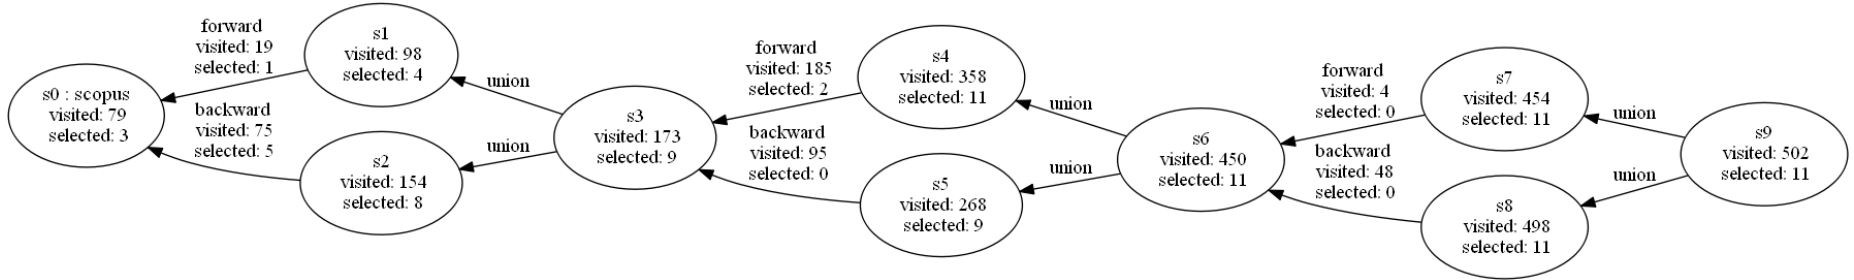 s0 : scopus
visited: 79
selected: 3
forward
visited: 19
selected: 1
backward
visited: 75
selected: 5
s1
visited: 98
selected: 4
s2
visited: 154
selected: 8
union
union
s3
visited: 173
selected: 9
forward
visited: 185
selected: 2
backward
visited: 95
selected: 0
s4
visited: 358
selected: 11
s5
visited: 268
selected: 9
union
union
s6
visited: 450
selected: 11
forward
visited: 4
selected: 0
backward
visited: 48
selected: 0
s7
visited: 454
selected: 11
s8
visited: 498
selected: 11
union
union
s9
visited: 502
selected: 11